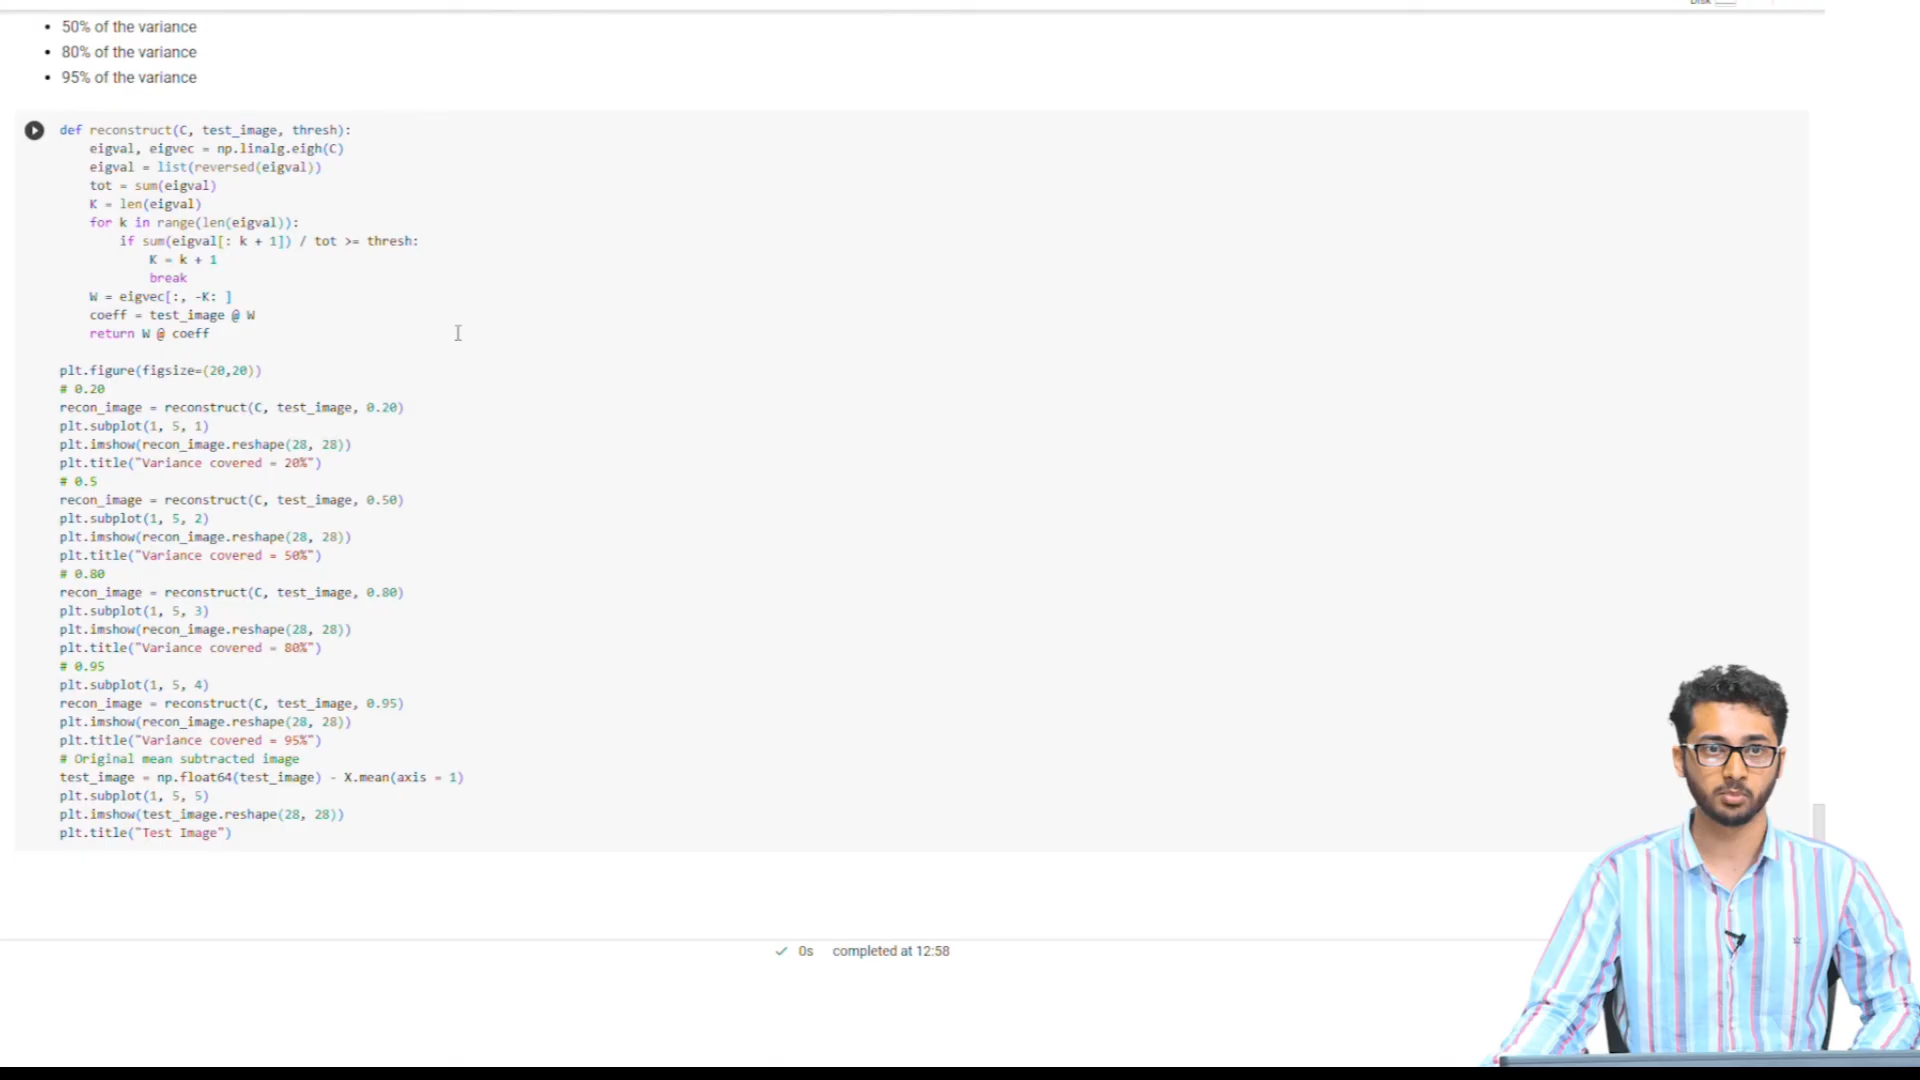 Disk
• 50% of the variance
• 80% of the variance
• 95% of the variance
def reconstruct(C, test_image, thresh):
    eigval, eigvec = np.linalg.eigh(C)
    eigval = list(reversed(eigval))
    tot = sum(eigval)
    K = len(eigval)
    for k in range(len(eigval)):
        if sum(eigval[: k + 1]) / tot >= thresh:
            K = k + 1
            break
    W = eigvec[:, -K: ]
    coeff = test_image @ W
    return W @ coeff
plt.figure(figsize=(20,20))
# 0.20
recon_image = reconstruct(C, test_image, 0.20)
plt.subplot(1, 5, 1)
plt.imshow(recon_image.reshape(28, 28))
plt.title("Variance covered = 20%")
# 0.5
recon_image = reconstruct(C, test_image, 0.50)
plt.subplot(1, 5, 2)
plt.imshow(recon_image.reshape(28, 28))
plt.title("Variance covered = 50%")
# 0.80
recon_image = reconstruct(C, test_image, 0.80)
plt.subplot(1, 5, 3)
plt.imshow(recon_image.reshape(28, 28))
plt.title("Variance covered = 80%")
# 0.95
plt.subplot(1, 5, 4)
recon_image = reconstruct(C, test_image, 0.95)
plt.imshow(recon_image.reshape(28, 28))
plt.title("Variance covered = 95%")
# Original mean subtracted image
test_image = np.float64(test_image) - X.mean(axis = 1)
plt.subplot(1, 5, 5)
plt.imshow(test_image.reshape(28, 28))
plt.title("Test Image")
0s completed at 12:58